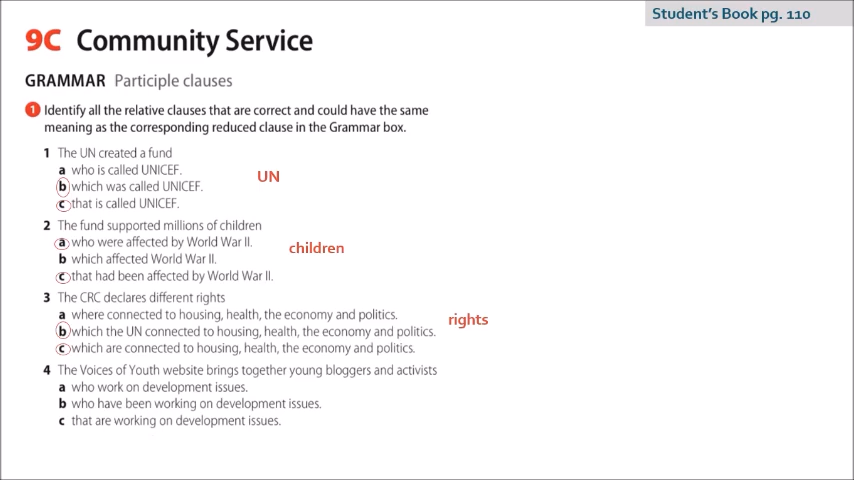 Student's Book pg. 110
9C Community Service
GRAMMAR Participle clauses
1 Identify all the relative clauses that are correct and could have the same
meaning as the corresponding reduced clause in the Grammar box.
1 The UN created a fund
a who is called UNICEF.
b which was called UNICEF.
c that is called UNICEF.
UN
2 The fund supported millions of children
a who were affected by World War II.
b which affected World War II.
c that had been affected by World War II.
children
3 The CRC declares different rights
a where connected to housing, health, the economy and politics.
b which the UN connected to housing, health, the economy and politics.
c which are connected to housing, health, the economy and politics.
rights
4 The Voices of Youth website brings together young bloggers and activists
a who work on development issues.
b who have been working on development issues.
c that are working on development issues.